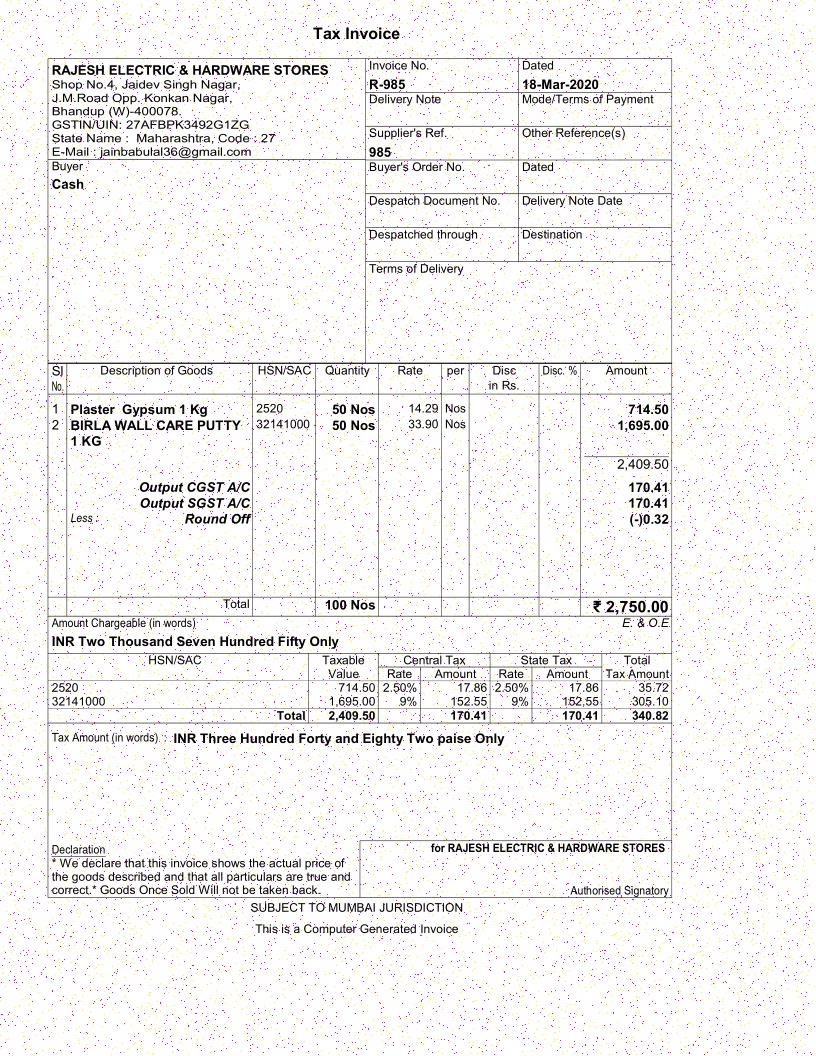 Tax Invoice
RAJESH ELECTRIC & HARDWARE STORES
Shop No.4, Jaidev Singh Nagar,
J.M.Road Opp. Konkan Nagar,
Bhandup (W)-400078.
GSTIN/UIN: 27AFBPK3492G1ZG
State Name : Maharashtra, Code : 27
E-Mail : jainbabulal36@gmail.com
Invoice No. Dated
R-985 18-Mar-2020
Delivery Note Mode/Terms of Payment
Supplier's Ref. Other Reference(s)
985
Buyer
Cash
Buyer's Order No. Dated
Despatch Document No. Delivery Note Date
Despatched through Destination
Terms of Delivery
Sl Description of Goods HSN/SAC Quantity Rate per Disc Disc. % Amount
No. in Rs.
1 Plaster Gypsum 1 Kg 2520 50 Nos 14.29 Nos 714.50
2 BIRLA WALL CARE PUTTY 32141000 50 Nos 33.90 Nos 1,695.00
1 KG
2,409.50
Output CGST A/C 170.41
Output SGST A/C 170.41
Less : Round Off (-)0.32
Total 100 Nos ₹ 2,750.00
Amount Chargeable (in words) E. & O.E
INR Two Thousand Seven Hundred Fifty Only
HSN/SAC Taxable Central Tax State Tax Total
Value Rate Amount Rate Amount Tax Amount
2520 714.50 2.50% 17.86 2.50% 17.86 35.72
32141000 1,695.00 9% 152.55 9% 152.55 305.10
Total 2,409.50 170.41 170.41 340.82
Tax Amount (in words) : INR Three Hundred Forty and Eighty Two paise Only
Declaration
* We declare that this invoice shows the actual price of
the goods described and that all particulars are true and
correct.* Goods Once Sold Will not be taken back.
for RAJESH ELECTRIC & HARDWARE STORES
Authorised Signatory
SUBJECT TO MUMBAI JURISDICTION
This is a Computer Generated Invoice